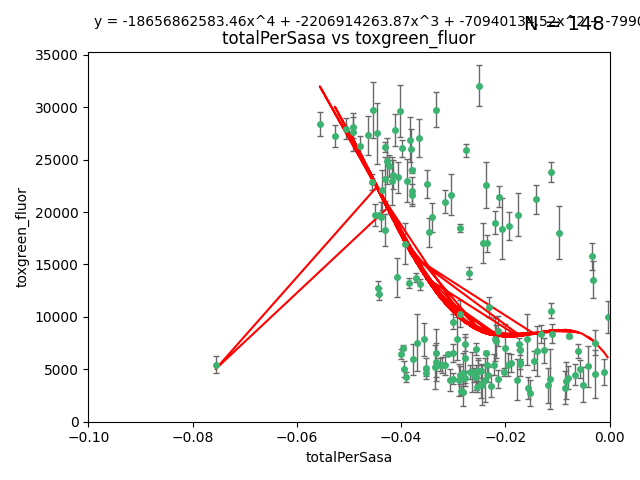 y = -18656862583.46x^4 + -2206914263.87x^3 +
N = 148
totalPerSasa vs toxgreen_fluor
35000
30000
25000
20000
15000
10000
5000
0
toxgreen_fluor
−0.10 −0.08 −0.06 −0.04 −0.02 0.00
totalPerSasa